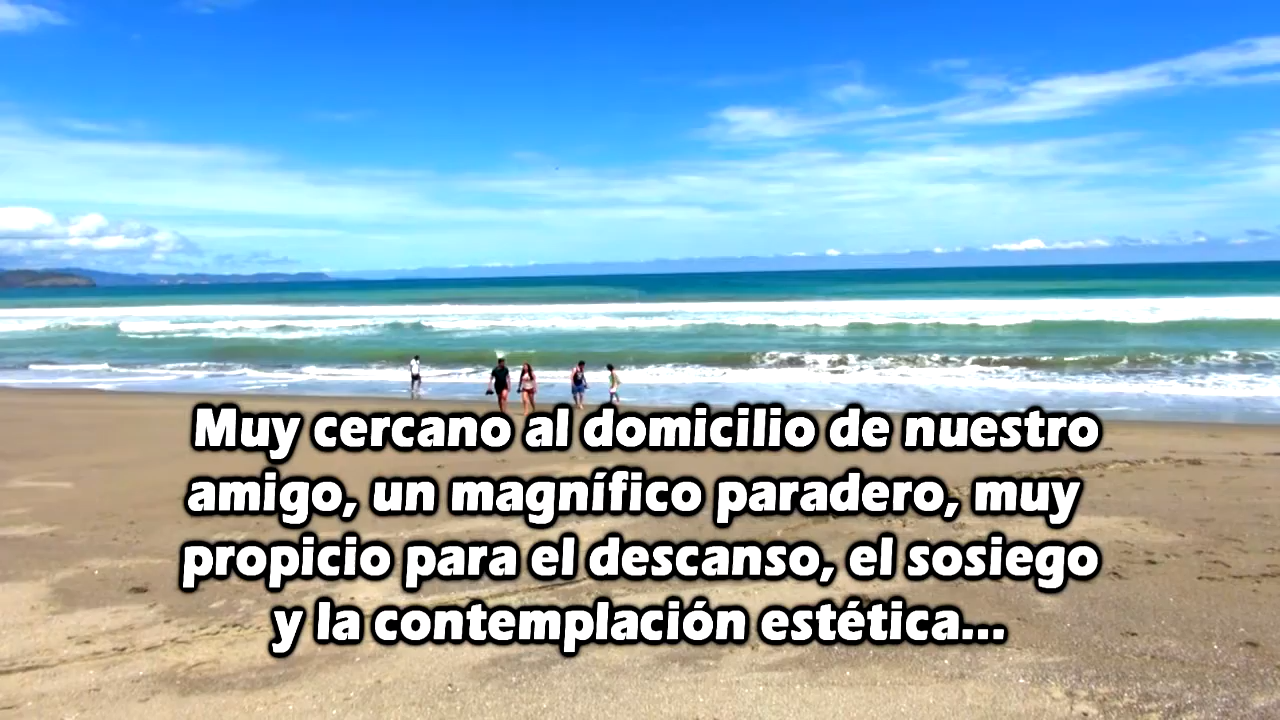 Muy cercano al domicilio de nuestro
amigo, un magnífico paradero, muy
propicio para el descanso, el sosiego
y la contemplación estética...